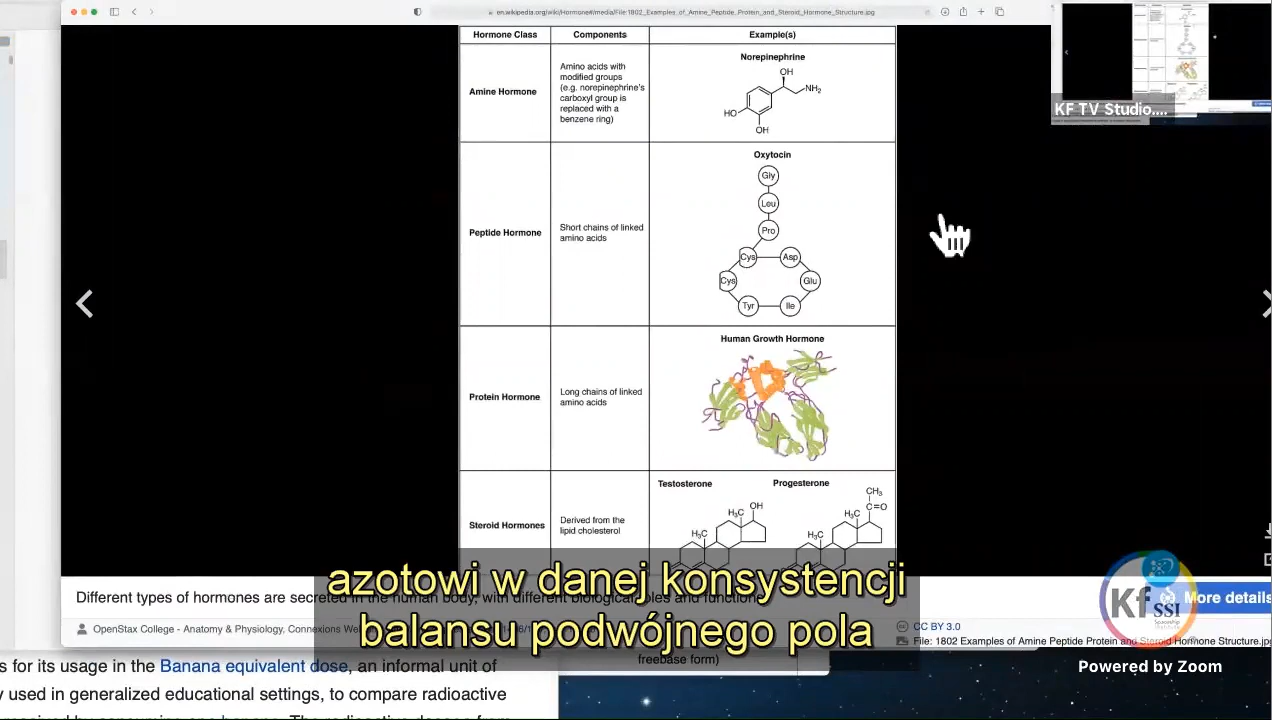 en.wikipedia.org/wiki/Hormone#/media/File:1802_Examples_of_Amine_Peptide_Protein_and_Steroid_Hormone_Structure.jpg
Hormone Class
Components
Example(s)
Amine Hormone
Amino acids with
modified groups
(e.g. norepinephrine's
carboxyl group is
replaced with a
benzene ring)
Norepinephrine
OH
NH₂
HO
OH
Peptide Hormone
Short chains of linked
amino acids
Oxytocin
Gly
Leu
Pro
Cys
Asp
Cys
Glu
Tyr
Ile
Protein Hormone
Long chains of linked
amino acids
Human Growth Hormone
Steroid Hormones
Derived from the
lipid cholesterol
Testosterone
OH
H₃C
H₃C
Progesterone
CH₃
C=O
H₃C
H₃C
KF TV Studio....
azotowi w danej konsystencji
balansu podwójnego pola
Different types of hormones are secreted in the human body, with different biological roles and functions
OpenStax College - Anatomy & Physiology, Connexions We
CC BY 3.0
File: 1802 Examples of Amine Peptide Protein and Steroid Hormone Structure.jpg
More details
Kf
SSI
Spaceship
Institute
Powered by Zoom
freebase form)
s for its usage in the Banana equivalent dose, an informal unit of
y used in generalized educational settings, to compare radioactive